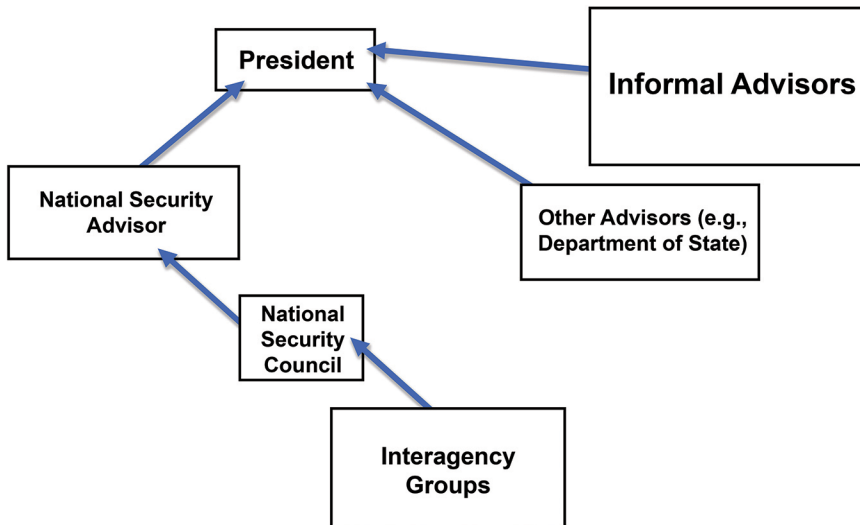 President
Informal Advisors
National Security
Advisor
Other Advisors (e.g.,
Department of State)
National
Security
Council
Interagency
Groups